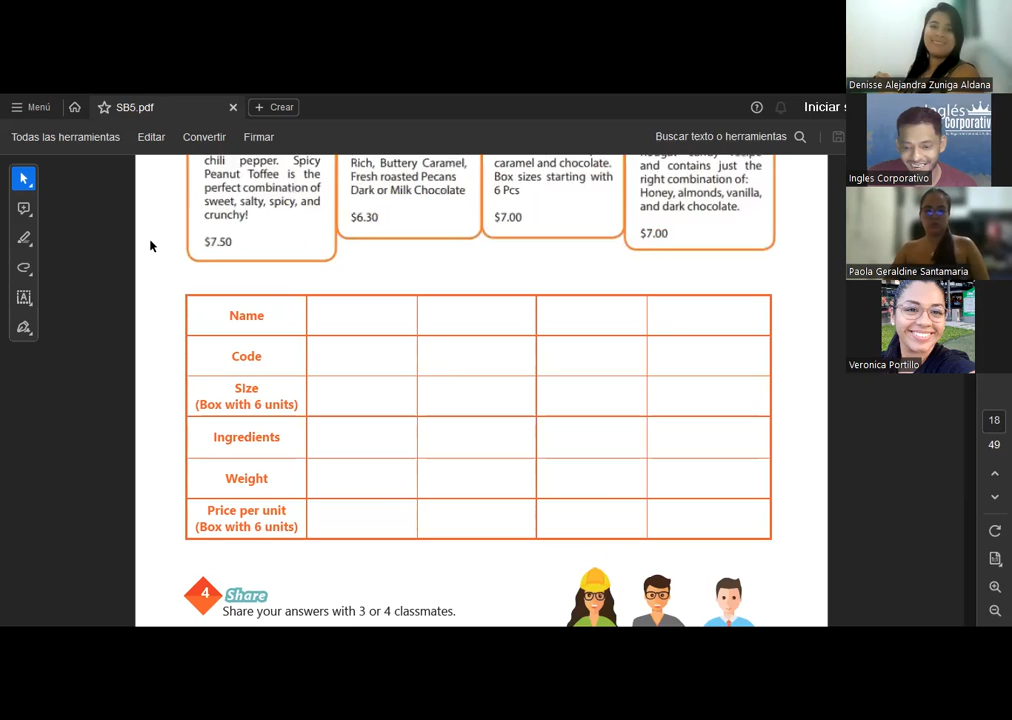 Menú
SB5.pdf
Crear
Iniciar s
Todas las herramientas
Editar
Convertir
Firmar
Buscar texto o herramientas
chili pepper. Spicy
Peanut Toffee is the
perfect combination of
sweet, salty, spicy, and
crunchy!
$7.50
Rich, Buttery Caramel,
Fresh roasted Pecans
Dark or Milk Chocolate
$6.30
caramel and chocolate.
Box sizes starting with
6 Pcs
$7.00
nougat candy recipe
and contains just the
right combination of:
Honey, almonds, vanilla,
and dark chocolate.
$7.00
Name
Code
Size
(Box with 6 units)
Ingredients
Weight
Price per unit
(Box with 6 units)
4 Share
Share your answers with 3 or 4 classmates.
18
49
Denisse Alejandra Zuniga Aldana
Inglés
Corporativo
Ingles Corporativo
Paola Geraldine Santamaria
Veronica Portillo